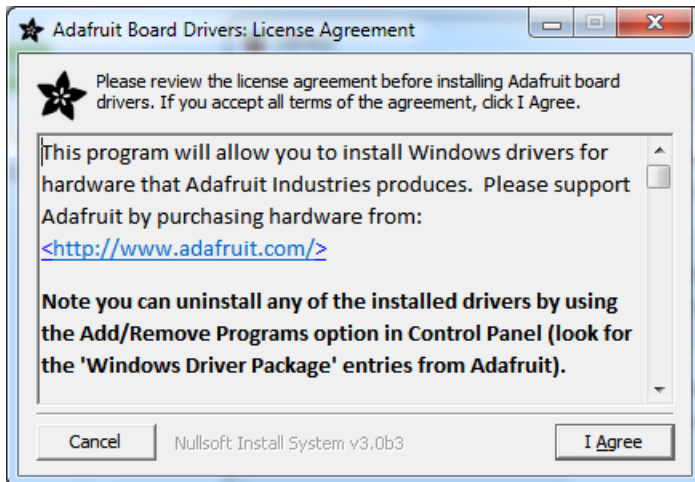 Adafruit Board Drivers: License Agreement
Please review the license agreement before installing Adafruit board
drivers. If you accept all terms of the agreement, click I Agree.
This program will allow you to install Windows drivers for
hardware that Adafruit Industries produces.  Please support
Adafruit by purchasing hardware from:
<http://www.adafruit.com/>
Note you can uninstall any of the installed drivers by using
the Add/Remove Programs option in Control Panel (look for
the 'Windows Driver Package' entries from Adafruit).
Cancel
Nullsoft Install System v3.0b3
I Agree